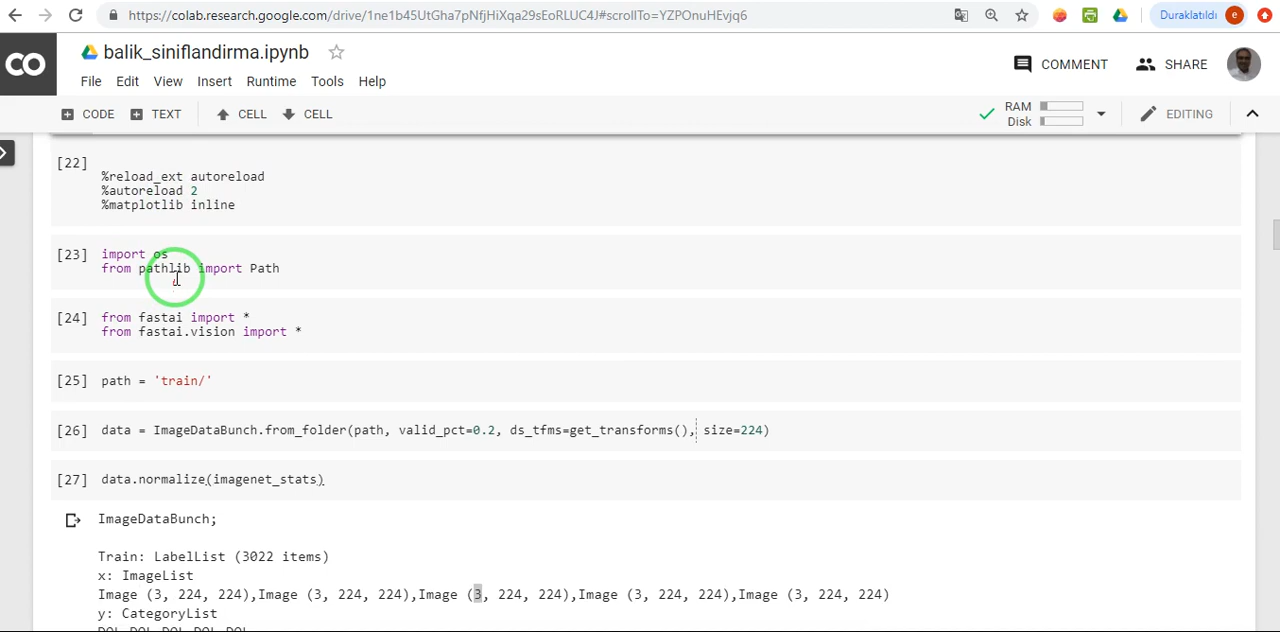 https://colab.research.google.com/drive/1ne1b45UtGha7pNfjHiXqa29sEoRLUC4J#scrollTo=YZPOnuHEvjq6
Duraklatıldı e
CO balik_siniflandirma.ipynb
File Edit View Insert Runtime Tools Help
COMMENT SHARE
CODE TEXT CELL CELL
RAM
Disk
EDITING
[22]
%reload_ext autoreload
%autoreload 2
%matplotlib inline
[23] import os
from pathlib import Path
[24] from fastai import *
from fastai.vision import *
[25] path = 'train/'
[26] data = ImageDataBunch.from_folder(path, valid_pct=0.2, ds_tfms=get_transforms(), size=224)
[27] data.normalize(imagenet_stats)
ImageDataBunch;
Train: LabelList (3022 items)
x: ImageList
Image (3, 224, 224),Image (3, 224, 224),Image (3, 224, 224),Image (3, 224, 224),Image (3, 224, 224)
y: CategoryList